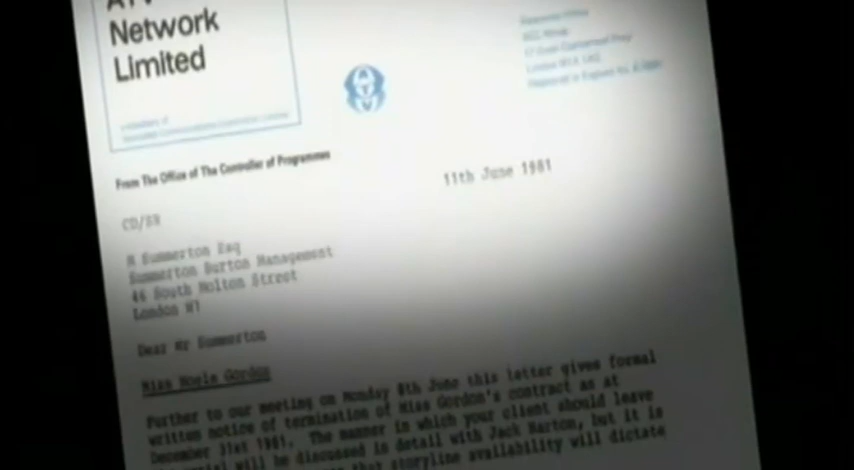 ATV
Network
Limited
From The Office of The Controller of Programmes
11th June 1981
CD/
Summerton Esq
Summerton Burton Management
46 South Molton Street
London W1
Dear Mr Summerton
Miss Noele Gordon
Further to our meeting on Monday 8th June this letter gives formal
written notice of termination of Miss Gordon's contract as at
December 31st 1981. The manner in which your client should leave
will be discussed in detail with Jack Barton, but it is
that storyline availability will dictate